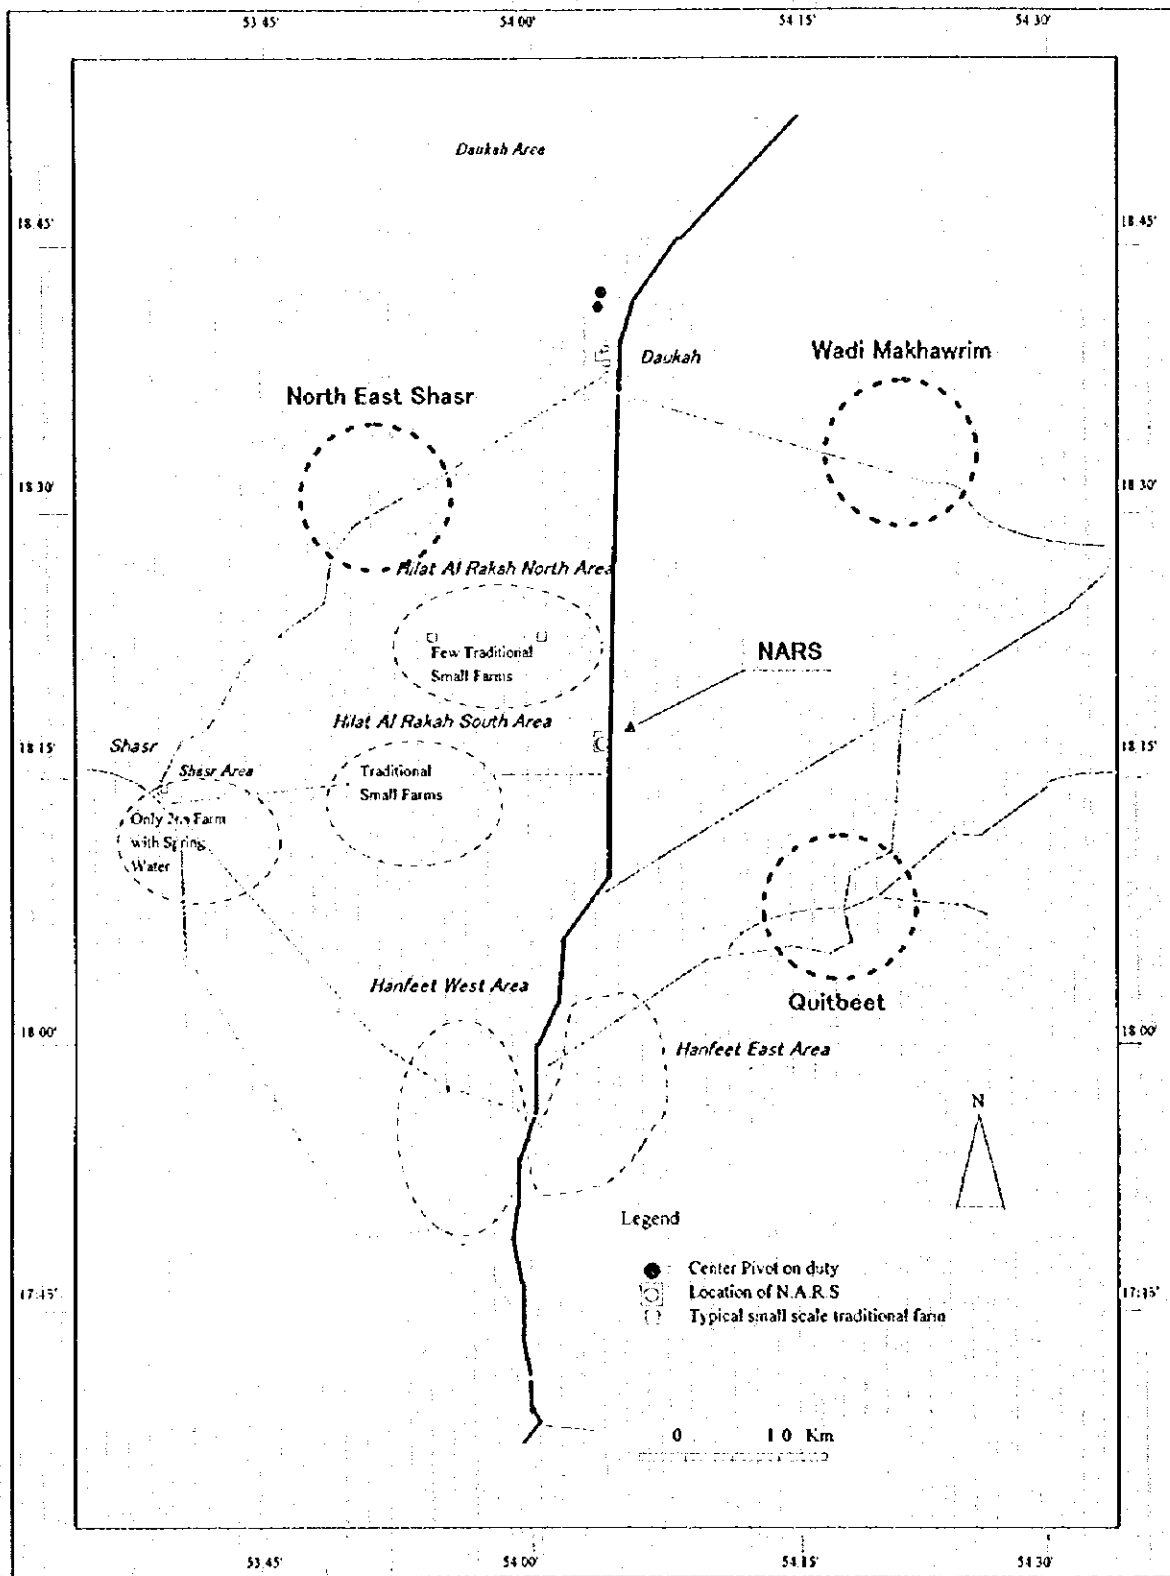 53.45'
54 00'
54 15'
54 30'
Daukah Area
18.45'
18.45'
Daukah
Wadi Makhawrim
North East Shasr
18 30'
18 30'
Hilat Al Rakah North Area
Few Traditional
Small Farms
NARS
Hilat Al Rakah South Area
18 15'
18.15'
Shasr
Shasr Area
Traditional
Small Farms
Only Farm
with Spring
Water
Hanfeet West Area
Quitbeet
18 00'
18 00'
Hanfeet East Area
N
Legend
Center Pivot on duty
Location of N.A.R.S
Typical small scale traditional farm
17:45'
17:45'
0 10 Km
53.45'
54 00'
54 15'
54 30'